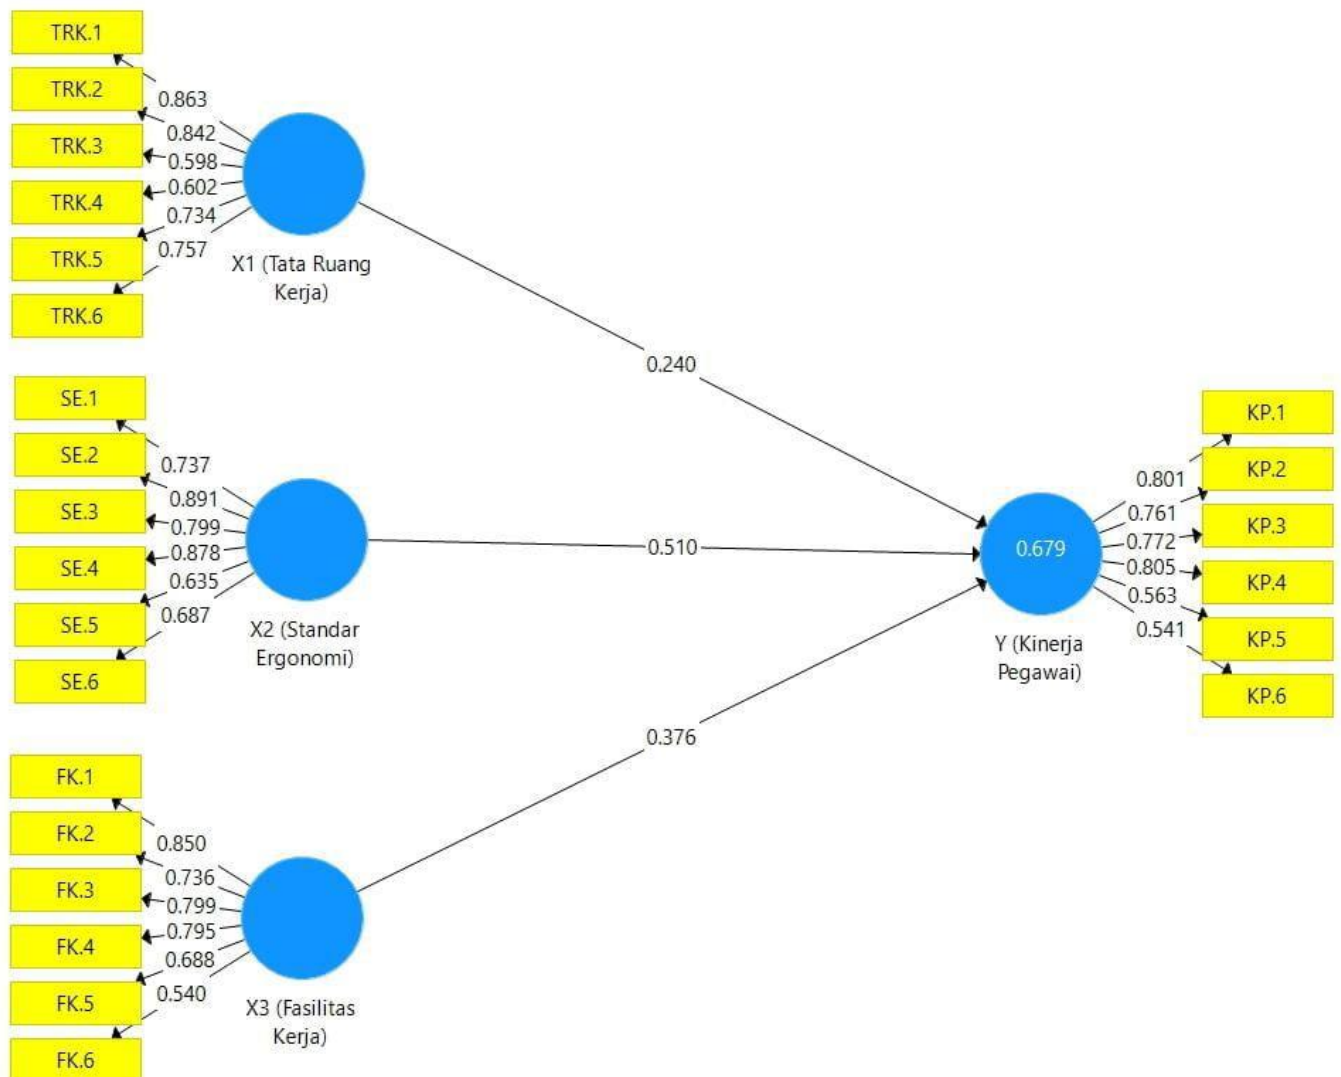 TRK.1
TRK.2
TRK.3
TRK.4
TRK.5
TRK.6
0.863
0.842
0.598
0.602
0.734
0.757
X1 (Tata Ruang
Kerja)
0.240
SE.1
SE.2
SE.3
SE.4
SE.5
SE.6
0.737
0.891
0.799
0.878
0.635
0.687
X2 (Standar
Ergonomi)
0.510
FK.1
FK.2
FK.3
FK.4
FK.5
FK.6
0.850
0.736
0.799
0.795
0.688
0.540
X3 (Fasilitas
Kerja)
0.376
0.679
Y (Kinerja
Pegawai)
0.801
0.761
0.772
0.805
0.563
0.541
KP.1
KP.2
KP.3
KP.4
KP.5
KP.6